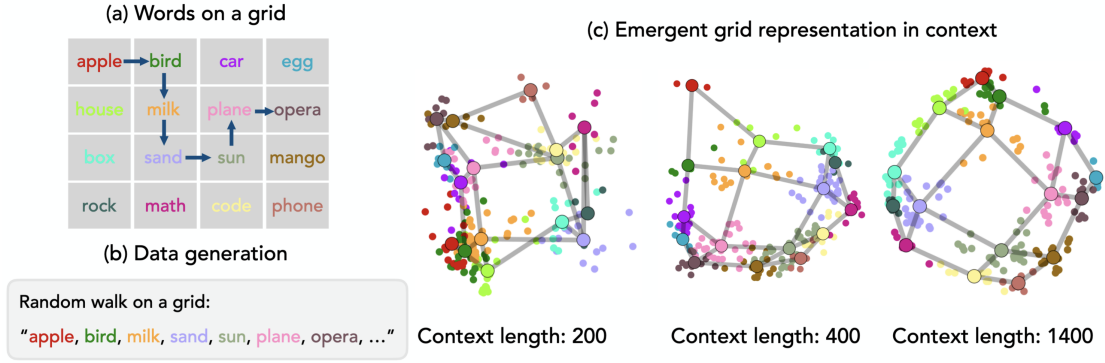 (a) Words on a grid
apple bird car egg
house milk plane opera
box sand sun mango
rock math code phone
(b) Data generation
Random walk on a grid:
“apple, bird, milk, sand, sun, plane, opera, ...”
(c) Emergent grid representation in context
Context length: 200
Context length: 400
Context length: 1400